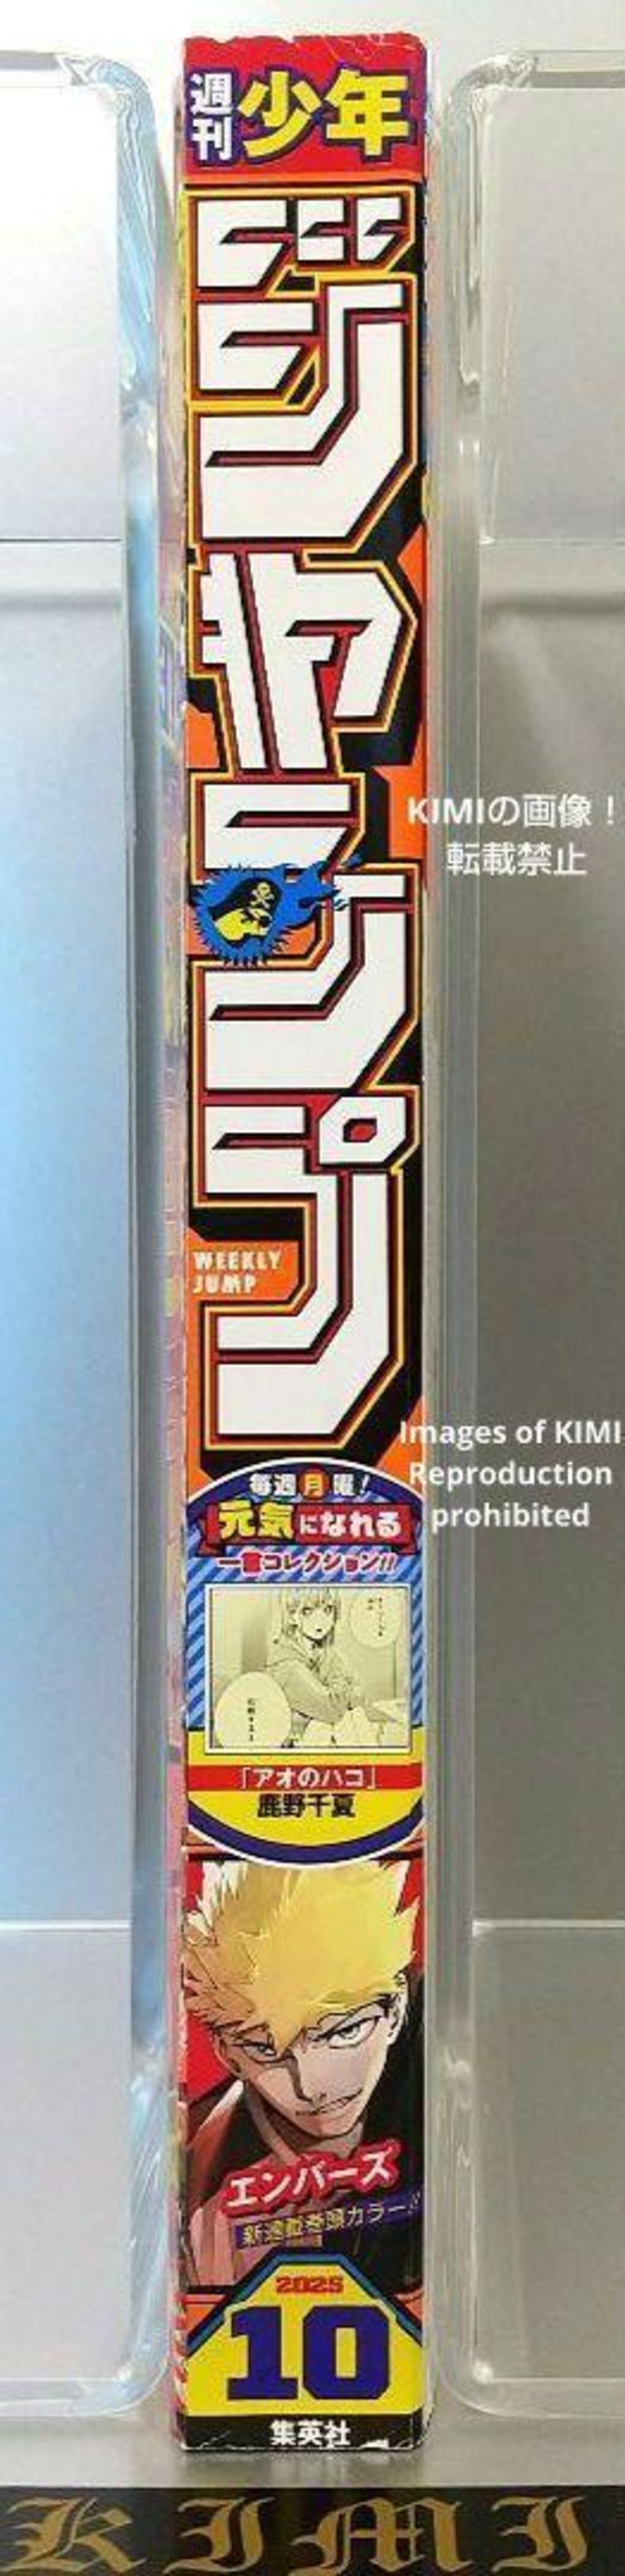 週刊
少年
ジャンプ
KIMIの画像!
転載禁止
WEEKLY
JUMP
Images of KIMI
Reproduction
prohibited
毎週月曜!
元気になれる
一言コレクション!!
「アオのハコ」
鹿野千夏
エンバーズ
新連載巻頭カラー!!
2025
10
集英社
KIMI